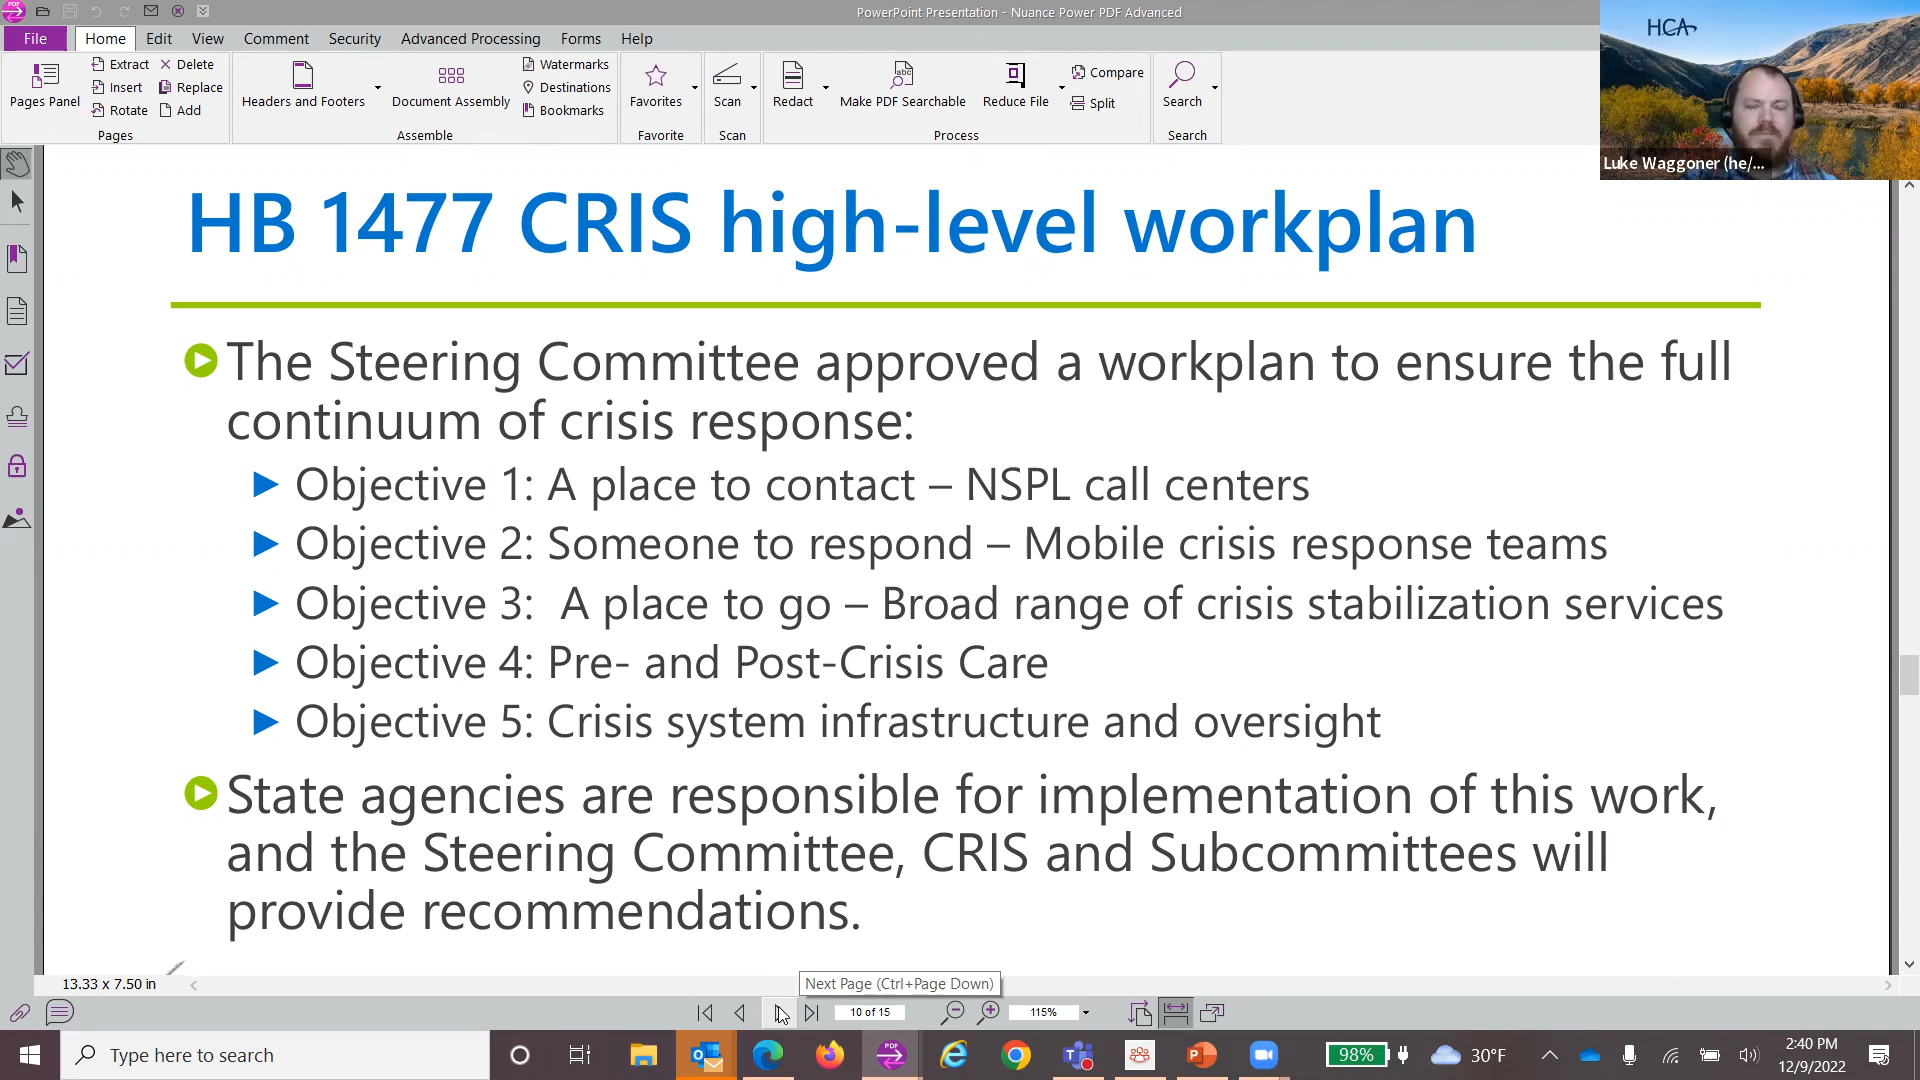 PowerPoint Presentation - Nuance Power PDF Advanced
File Home Edit View Comment Security Advanced Processing Forms Help
Pages Panel
Extract Delete
Insert Replace
Rotate Add
Pages
Headers and Footers
Document Assembly
Watermarks
Destinations
Bookmarks
Assemble
Favorites
Favorite
Scan
Scan
Redact
Make PDF Searchable
Reduce File
Compare
Split
Process
Search
Search
HCA
Luke Waggoner (he/...
HB 1477 CRIS high-level workplan
The Steering Committee approved a workplan to ensure the full
continuum of crisis response:
Objective 1: A place to contact – NSPL call centers
Objective 2: Someone to respond – Mobile crisis response teams
Objective 3: A place to go – Broad range of crisis stabilization services
Objective 4: Pre- and Post-Crisis Care
Objective 5: Crisis system infrastructure and oversight
State agencies are responsible for implementation of this work,
and the Steering Committee, CRIS and Subcommittees will
provide recommendations.
13.33 x 7.50 in
Next Page (Ctrl+Page Down)
10 of 15
115%
Type here to search
98%
30°F
2:40 PM
12/9/2022